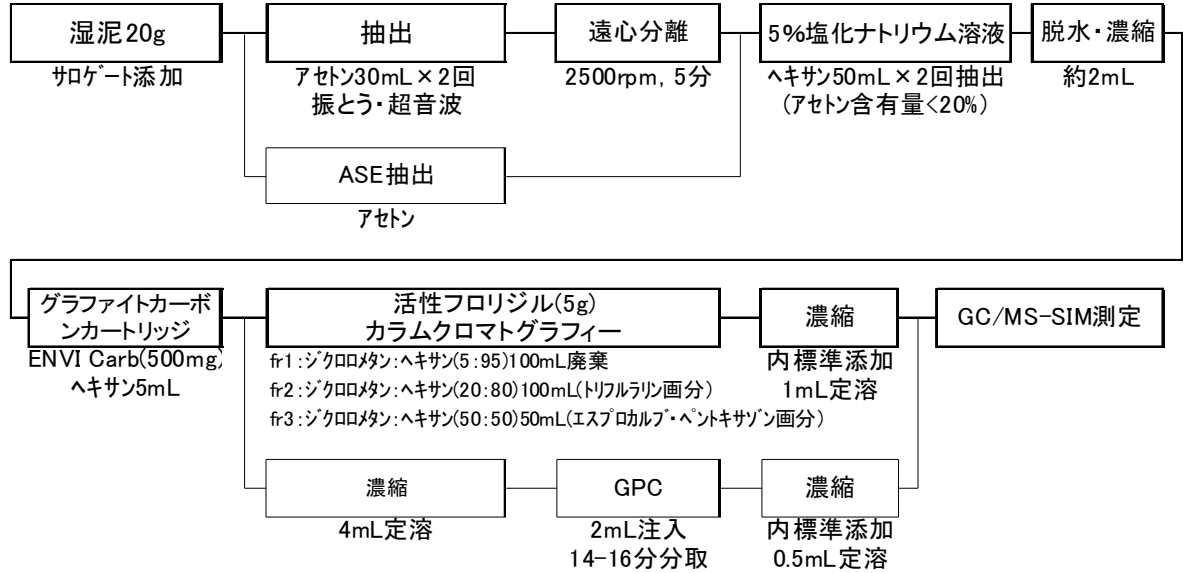 湿泥20g
サロゲート添加
抽出
アセトン30mL×2回
振とう・超音波
遠心分離
2500rpm, 5分
5%塩化ナトリウム溶液
ヘキサン50mL×2回抽出
(アセトン含有量<20%)
脱水・濃縮
約2mL
ASE抽出
アセトン
グラファイトカーボ
ンカートリッジ
ENVI Carb(500mg)
ヘキサン5mL
活性フロリジル(5g)
カラムクロマトグラフィー
fr1:ジクロロメタン:ヘキサン(5:95)100mL廃棄
fr2:ジクロロメタン:ヘキサン(20:80)100mL(トリフルラリン画分)
fr3:ジクロロメタン:ヘキサン(50:50)50mL(エスプロカルブ・ペントキサゾン画分)
濃縮
内標準添加
1mL定溶
GC/MS-SIM測定
濃縮
4mL定溶
GPC
2mL注入
14-16分分取
濃縮
内標準添加
0.5mL定溶